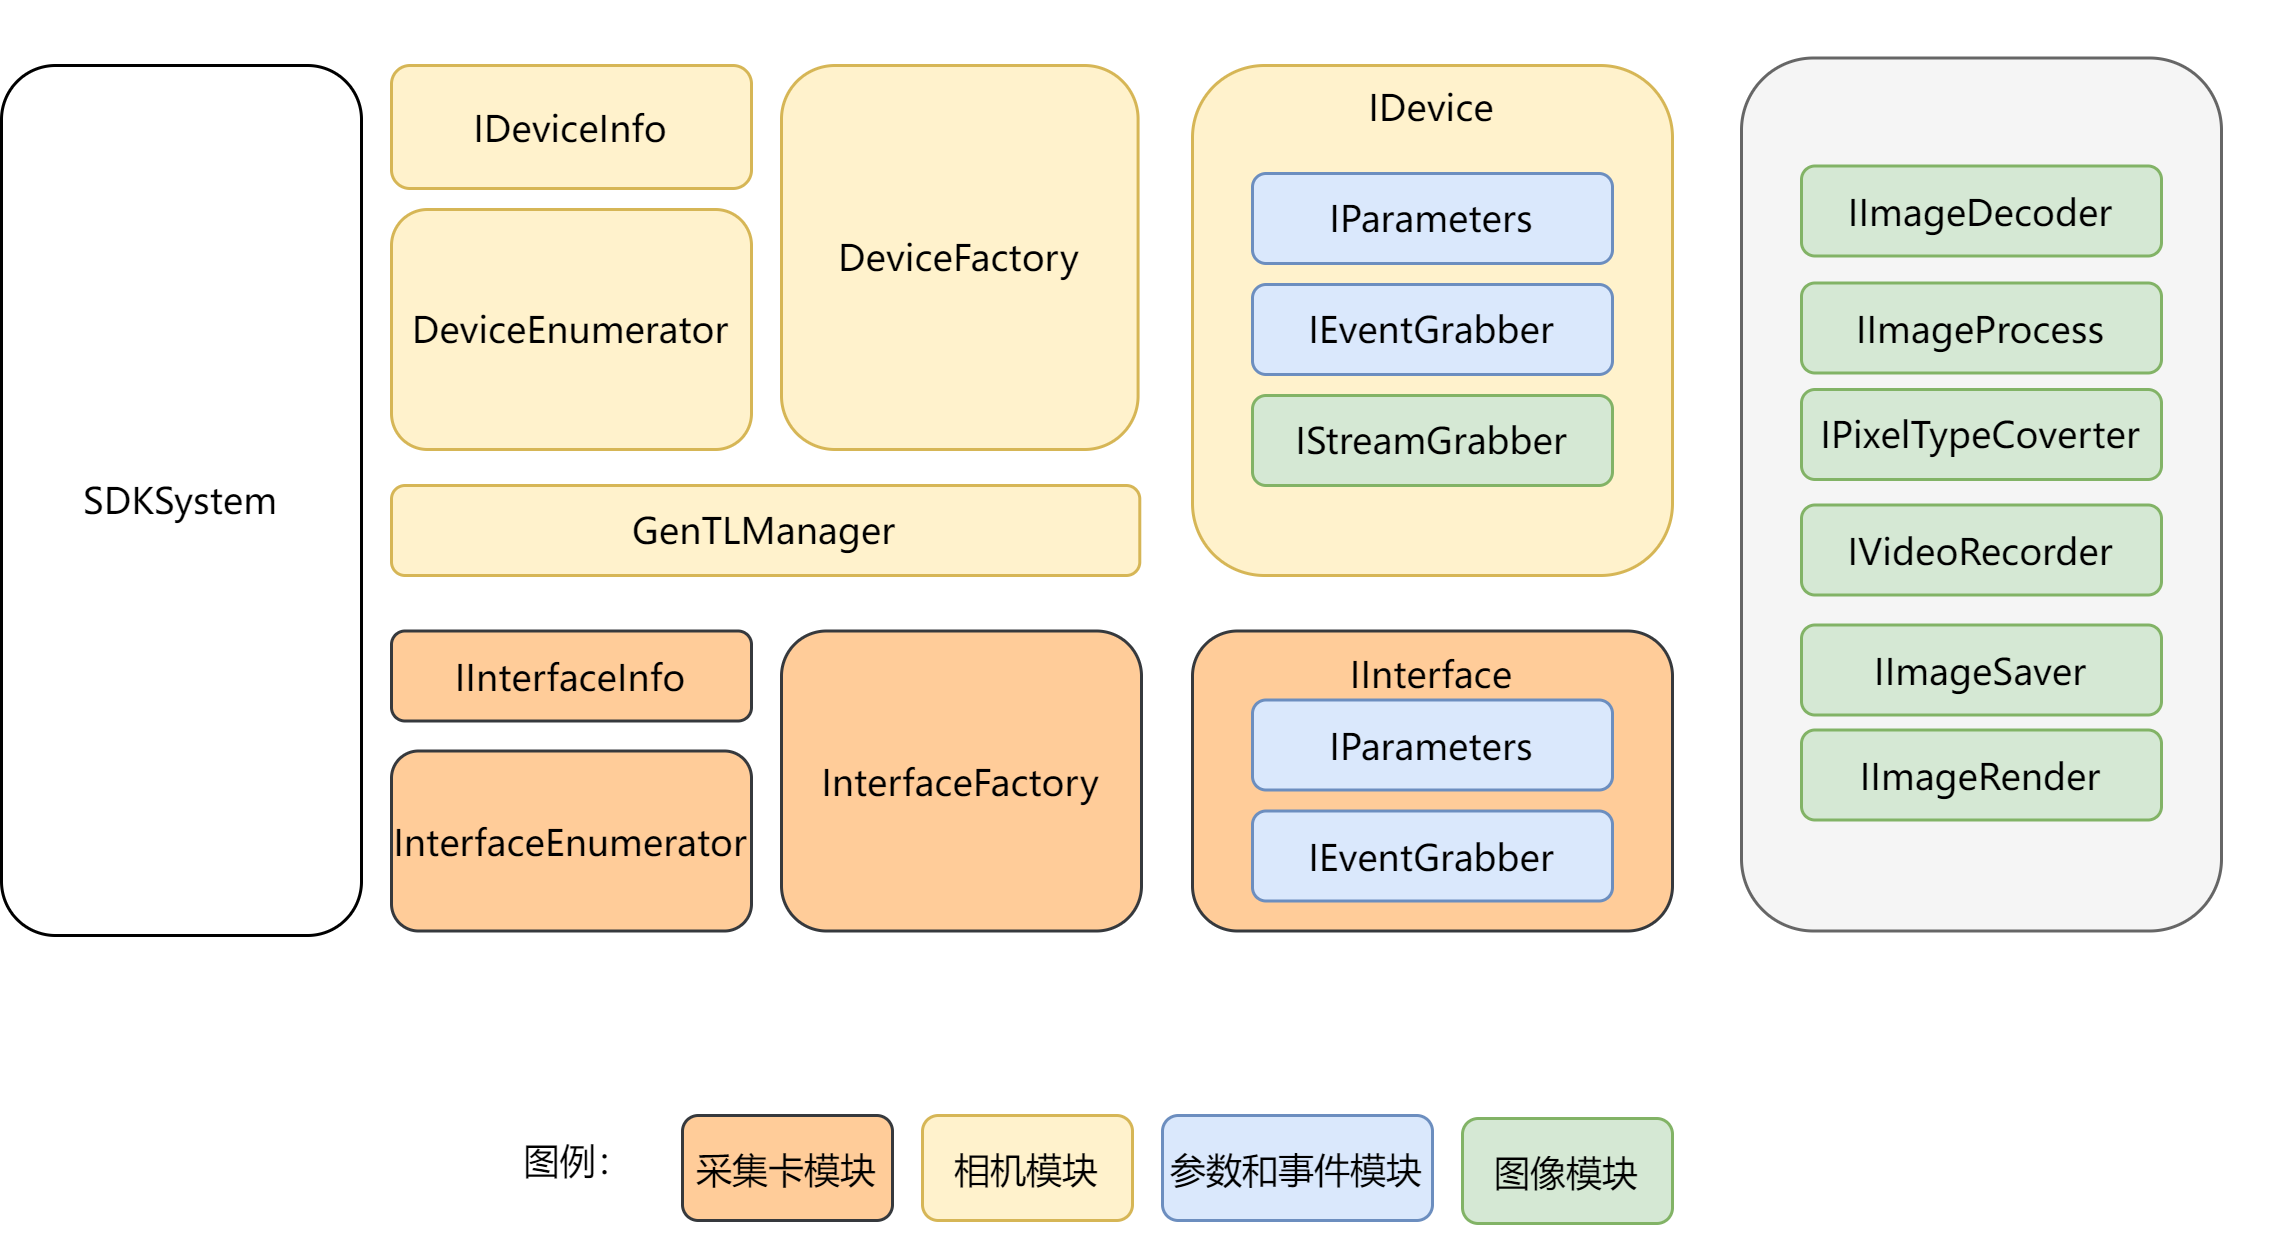 SDKSystem
IDeviceInfo
DeviceEnumerator
DeviceFactory
GenTLManager
IInterfaceInfo
InterfaceEnumerator
InterfaceFactory
IDevice
IParameters
IEventGrabber
IStreamGrabber
IInterface
IParameters
IEventGrabber
IImageDecoder
IImageProcess
IPixelTypeCoverter
IVideoRecorder
IImageSaver
IImageRender
图例：
采集卡模块
相机模块
参数和事件模块
图像模块